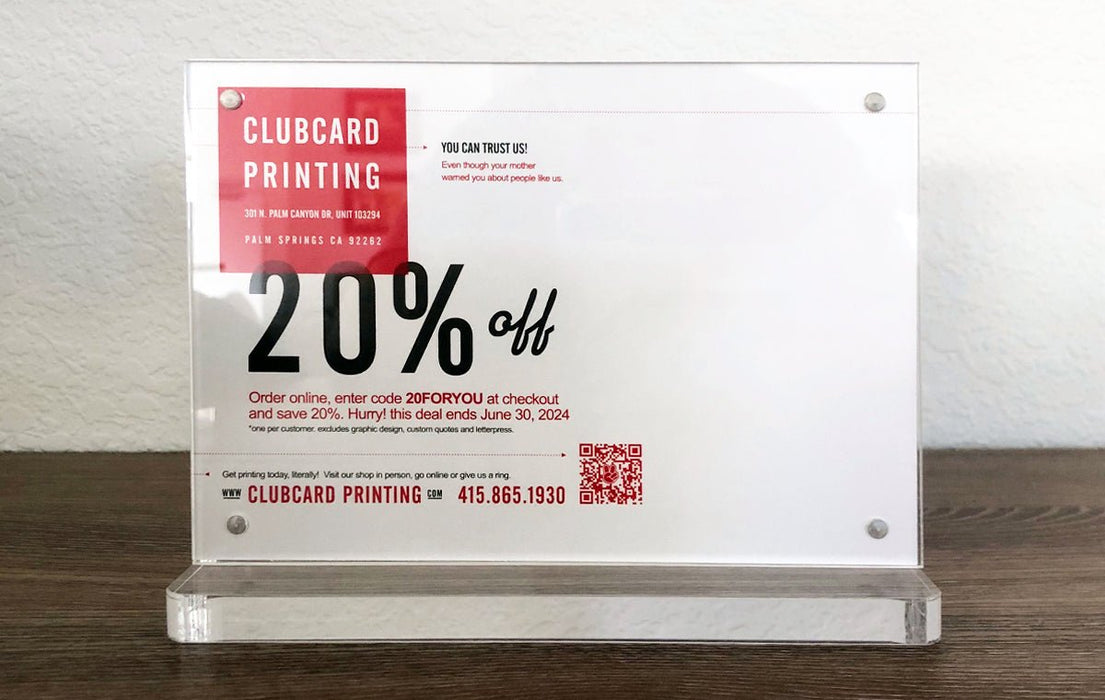 CLUBCARD
PRINTING
301 N. PALM CANYON DR, UNIT 103294
PALM SPRINGS CA 92262
YOU CAN TRUST US!
Even though your mother
warned you about people like us.
20% off
Order online, enter code 20FORYOU at checkout
and save 20%. Hurry! this deal ends June 30, 2024
*one per customer. excludes graphic design, custom quotes and letterpress.
Get printing today, literally! Visit our shop in person, go online or give us a ring.
WWW CLUBCARD PRINTING COM 415.865.1930